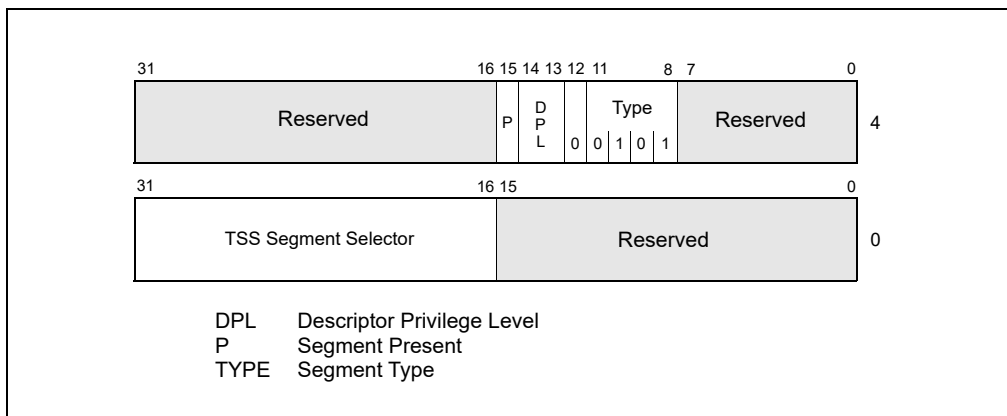 31 16 15 14 13 12 11 8 7 0
Reserved P DPL 0 Type 0 1 0 1 Reserved 4
31 16 15 0
TSS Segment Selector Reserved 0
DPL Descriptor Privilege Level
P Segment Present
TYPE Segment Type